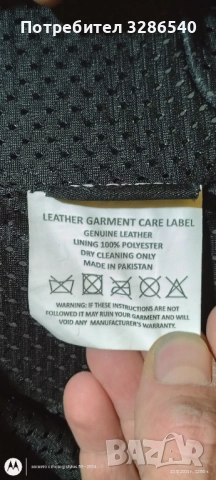 Потребител 3286540
LEATHER GARMENT CARE LABEL
GENUINE LEATHER
LINING 100% POLYESTER
DRY CLEANING ONLY
MADE IN PAKISTAN
WARNING: IF THESE INSTRUCTIONS ARE NOT
FOLLOWED IT MAY RUIN YOUR GARMENT AND WILL
VOID ANY MANUFACTURER'S WARRANTY.
BAZAR